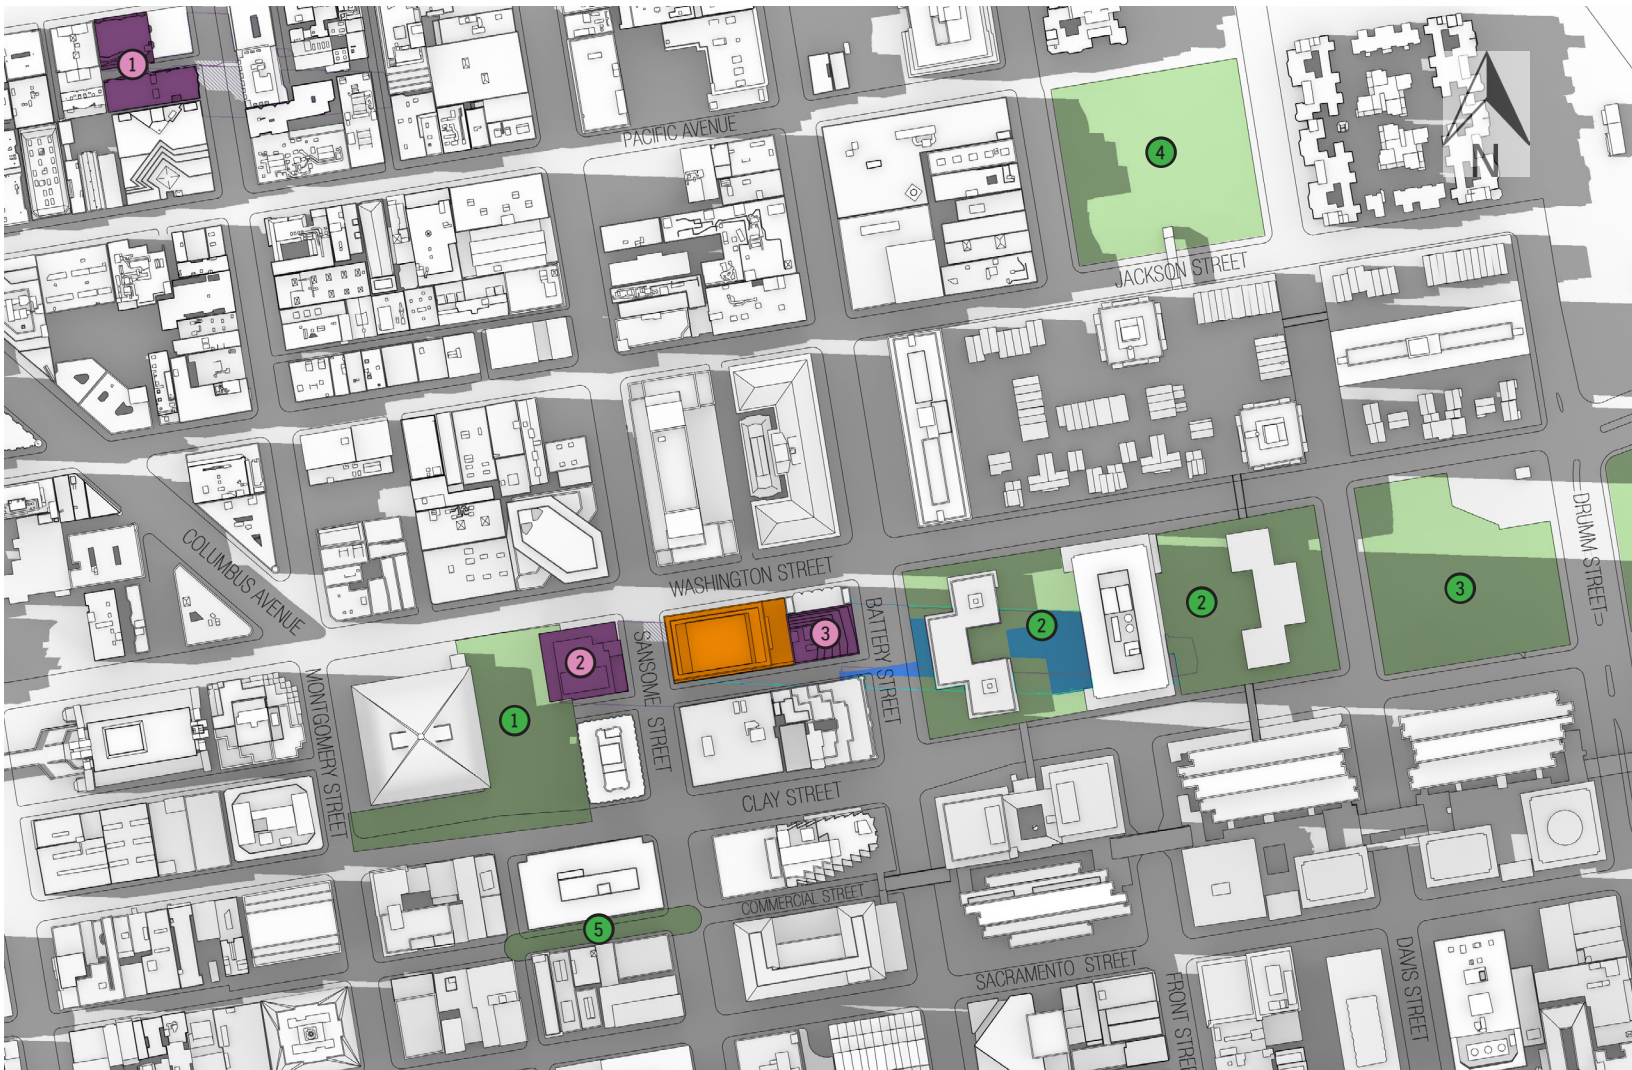 1
PACIFIC AVENUE
4
N
JACKSON STREET
COLUMBUS AVENUE
WASHINGTON STREET
DRUMM STREET
3
2
2
3
BATTERY STREET
2
SANSOME STREET
MONTGOMERY STREET
1
CLAY STREET
COMMERCIAL STREET
5
SACRAMENTO STREET
FRONT STREE
DAVIS STREET